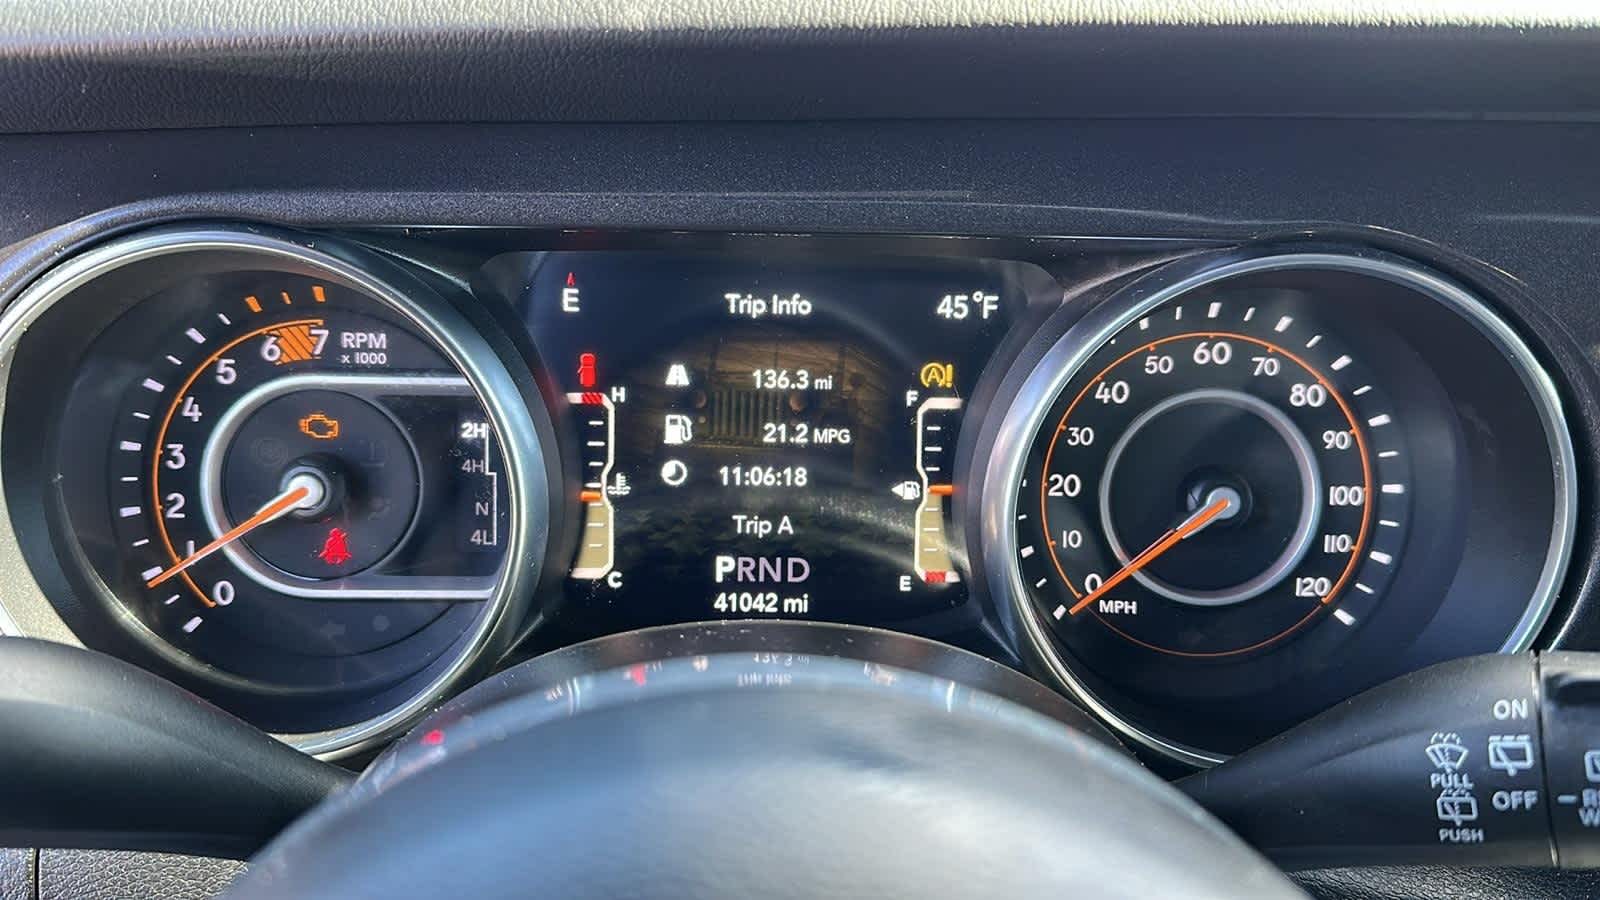 E
Trip Info
45°F
136.3 mi
21.2 MPG
11:06:18
Trip A
PRND
41042 mi
H
C
F
E
A!
RPM
x 1000
0
1
2
3
4
5
6
7
2H
4H
N
4L
0
10
20
30
40
50
60
70
80
90
100
110
120
MPH
ON
OFF
PULL
PUSH